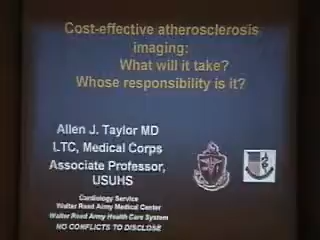 Cost-effective atherosclerosis
imaging:
What will it take?
Whose responsibility is it?
Allen J. Taylor MD
LTC, Medical Corps
Associate Professor,
USUHS
Cardiology Service
Walter Reed Army Medical Center
Walter Reed Army Health Care System
NO CONFLICTS TO DISCLOSE